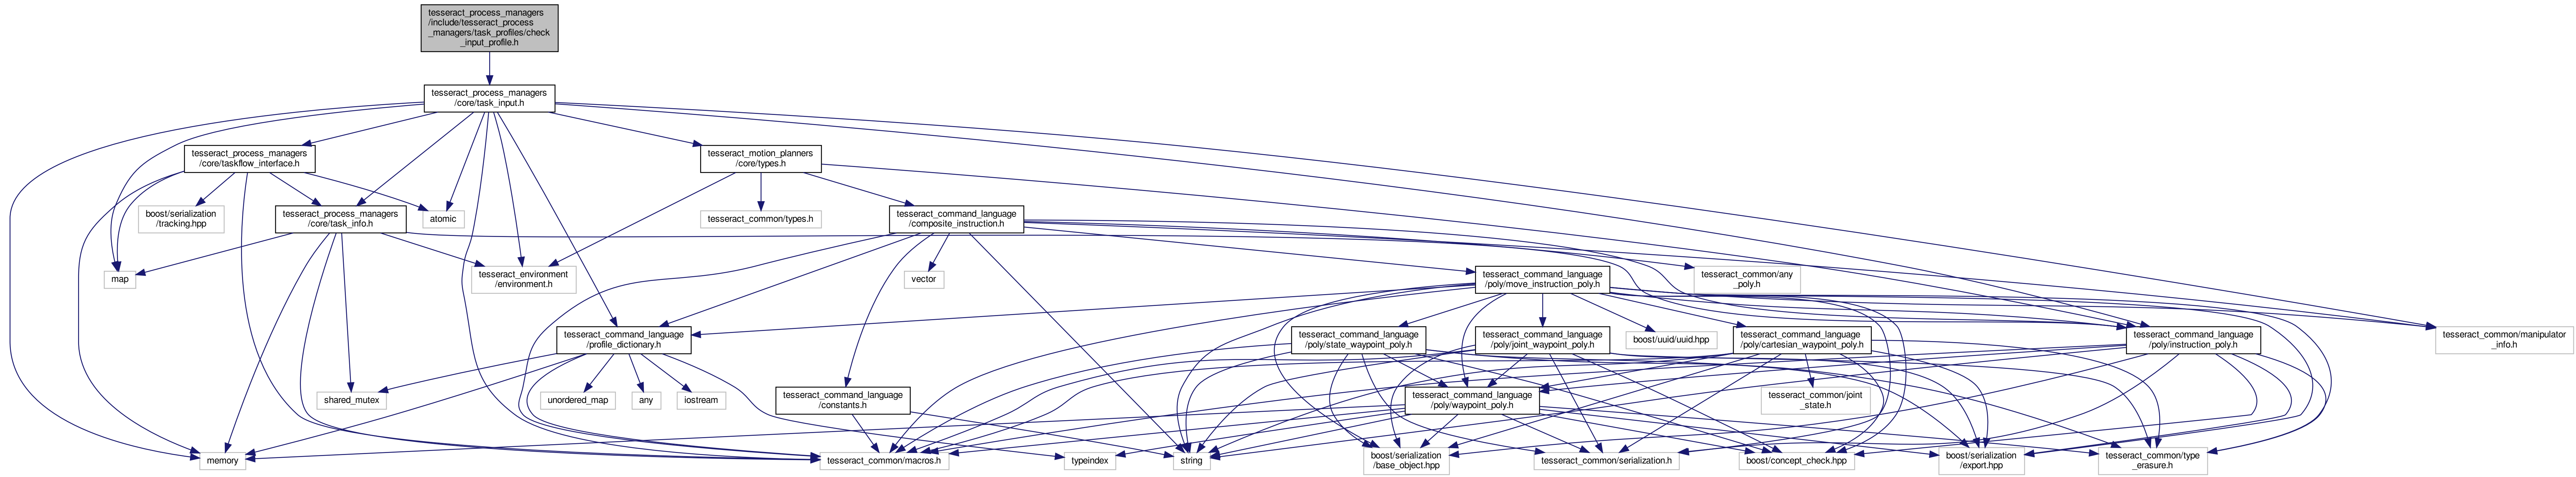 tesseract_process_managers
/include/tesseract_process
_managers/task_profiles/check
_input_profile.h
tesseract_process_managers
/core/task_input.h
tesseract_process_managers
/core/taskflow_interface.h
tesseract_motion_planners
/core/types.h
boost/serialization
/tracking.hpp
tesseract_process_managers
/core/task_info.h
atomic
tesseract_common/types.h
tesseract_command_language
/composite_instruction.h
map
tesseract_environment
/environment.h
vector
tesseract_command_language
/poly/move_instruction_poly.h
tesseract_common/any
_poly.h
tesseract_command_language
/profile_dictionary.h
tesseract_command_language
/poly/state_waypoint_poly.h
tesseract_command_language
/poly/joint_waypoint_poly.h
boost/uuid/uuid.hpp
tesseract_command_language
/poly/cartesian_waypoint_poly.h
tesseract_command_language
/poly/instruction_poly.h
tesseract_common/manipulator
_info.h
shared_mutex
unordered_map
any
iostream
tesseract_command_language
/constants.h
tesseract_command_language
/poly/waypoint_poly.h
tesseract_common/joint
_state.h
memory
tesseract_common/macros.h
typeindex
string
boost/serialization
/base_object.hpp
tesseract_common/serialization.h
boost/concept_check.hpp
boost/serialization
/export.hpp
tesseract_common/type
_erasure.h